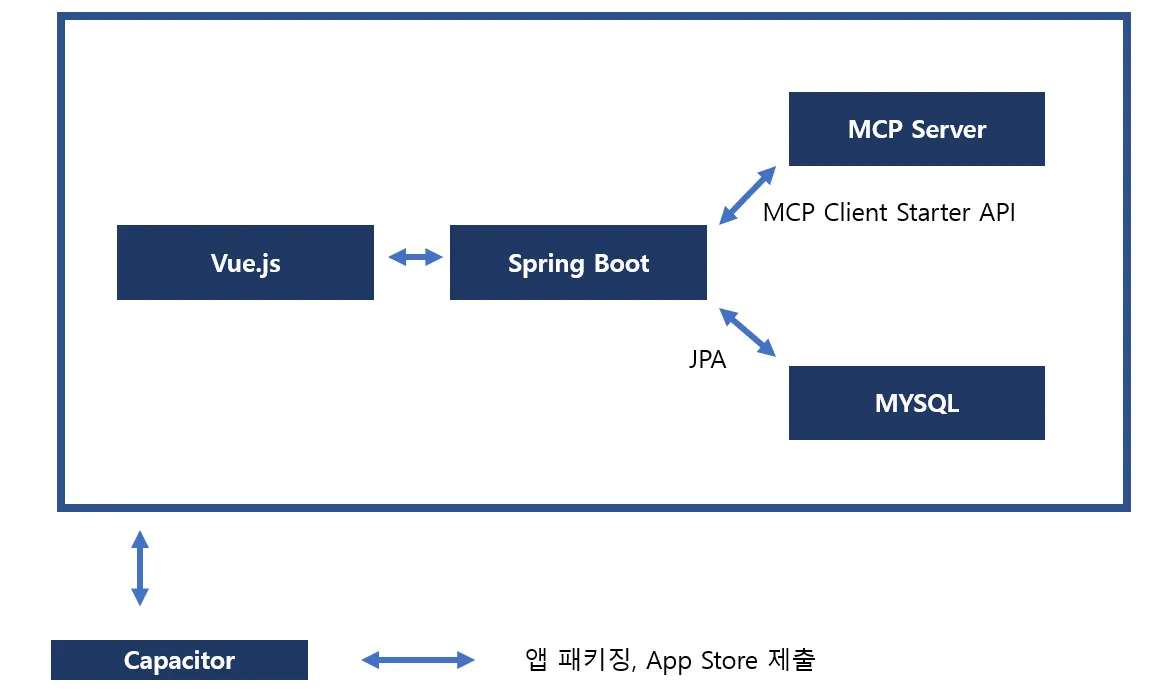 MCP Server
MCP Client Starter API
Vue.js
Spring Boot
JPA
MYSQL
Capacitor
앱 패키징, App Store 제출